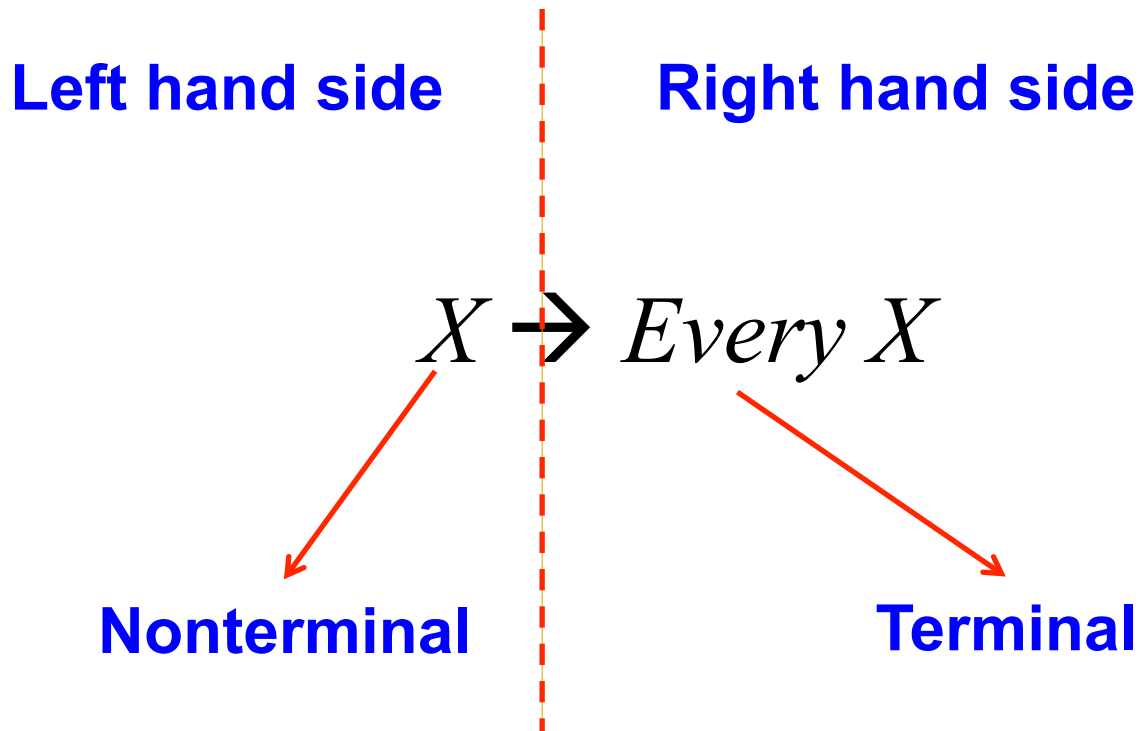 Left hand side Right hand side
X → Every X
Nonterminal Terminal